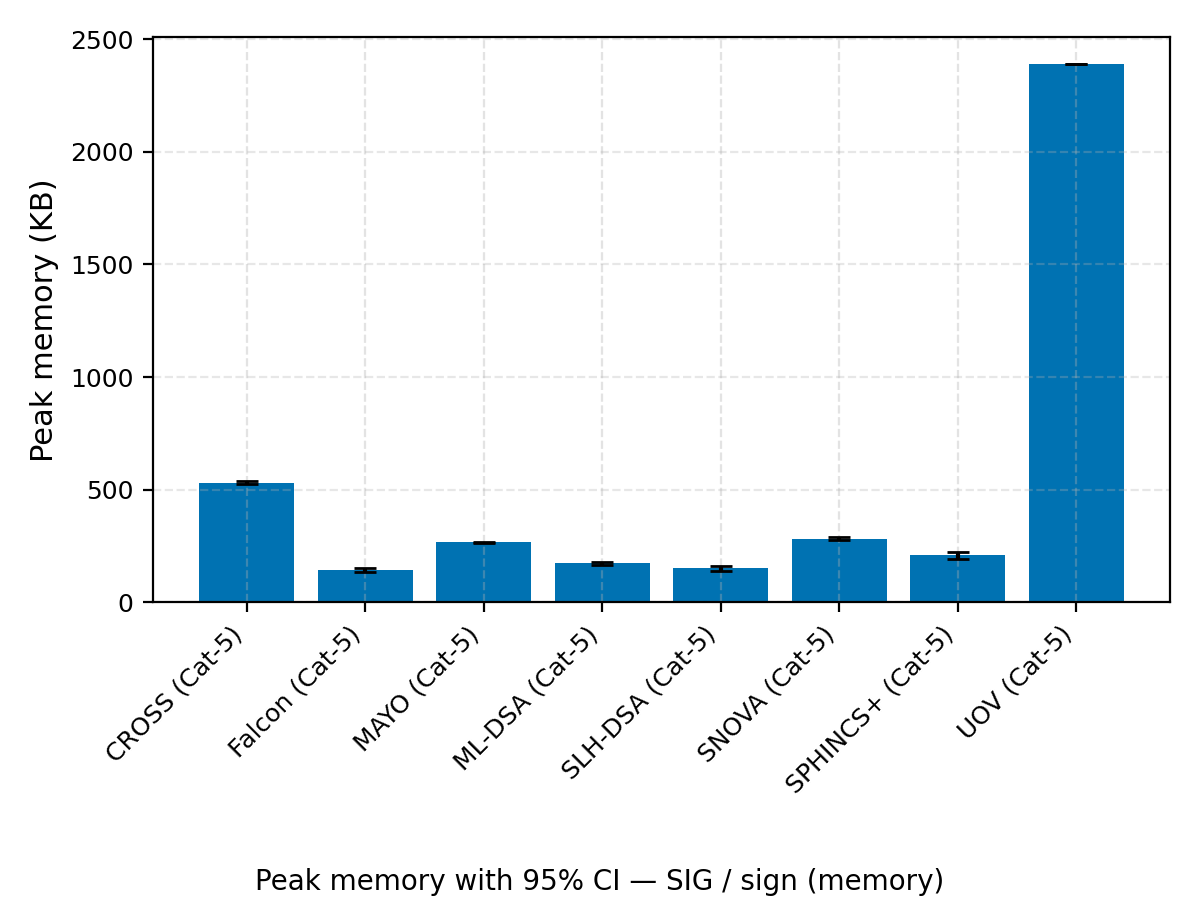 2500
2000
1500
1000
500
0
Peak memory (KB)
CROSS (Cat-5)
Falcon (Cat-5)
MAYO (Cat-5)
ML-DSA (Cat-5)
SLH-DSA (Cat-5)
SNOVA (Cat-5)
SPHINCS+ (Cat-5)
UOV (Cat-5)
Peak memory with 95% CI — SIG / sign (memory)